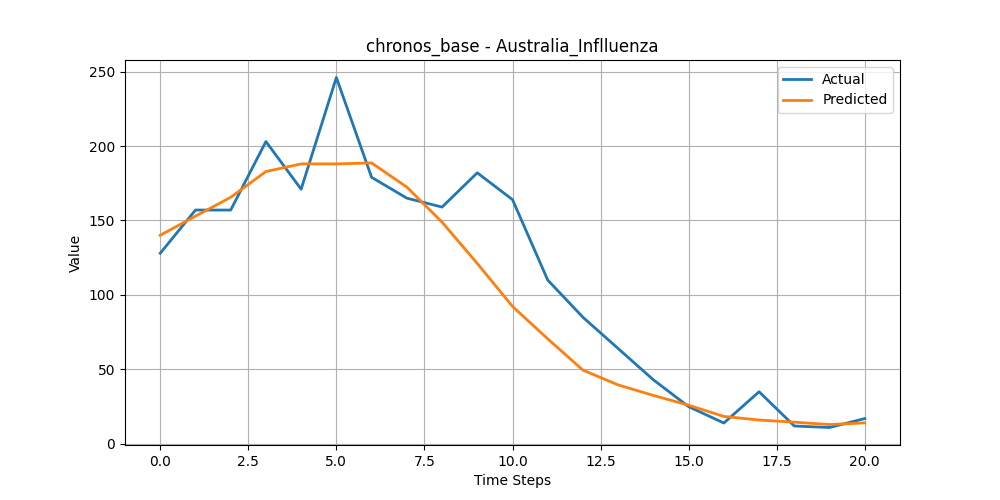 chronos_base - Australia_Inflluenza
Actual
Predicted
Value
250
200
150
100
50
0
0.0 2.5 5.0 7.5 10.0 12.5 15.0 17.5 20.0
Time Steps